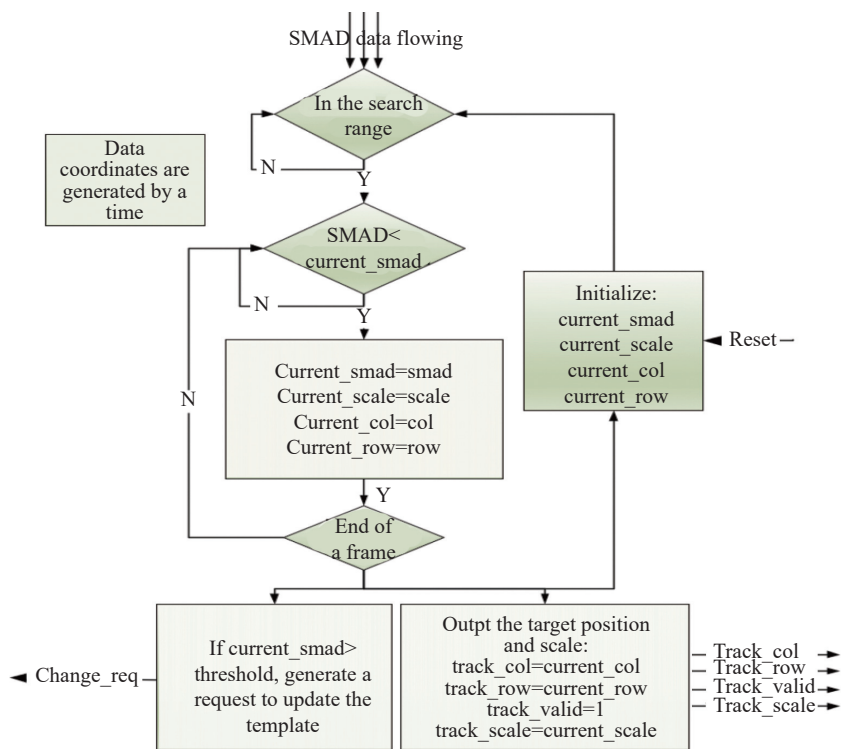 SMAD data flowing
In the search
range
N
Y
Data
coordinates are
generated by a
time
SMAD<
current_smad
N
Y
Initialize:
current_smad
current_scale
current_col
current_row
Reset
Current_smad=smad
Current_scale=scale
Current_col=col
Current_row=row
N
Y
End of
a frame
If current_smad>
threshold, generate a
request to update the
template
Change_req
Outpt the target position
and scale:
track_col=current_col
track_row=current_row
track_valid=1
track_scale=current_scale
Track_col
Track_row
Track_valid
Track_scale